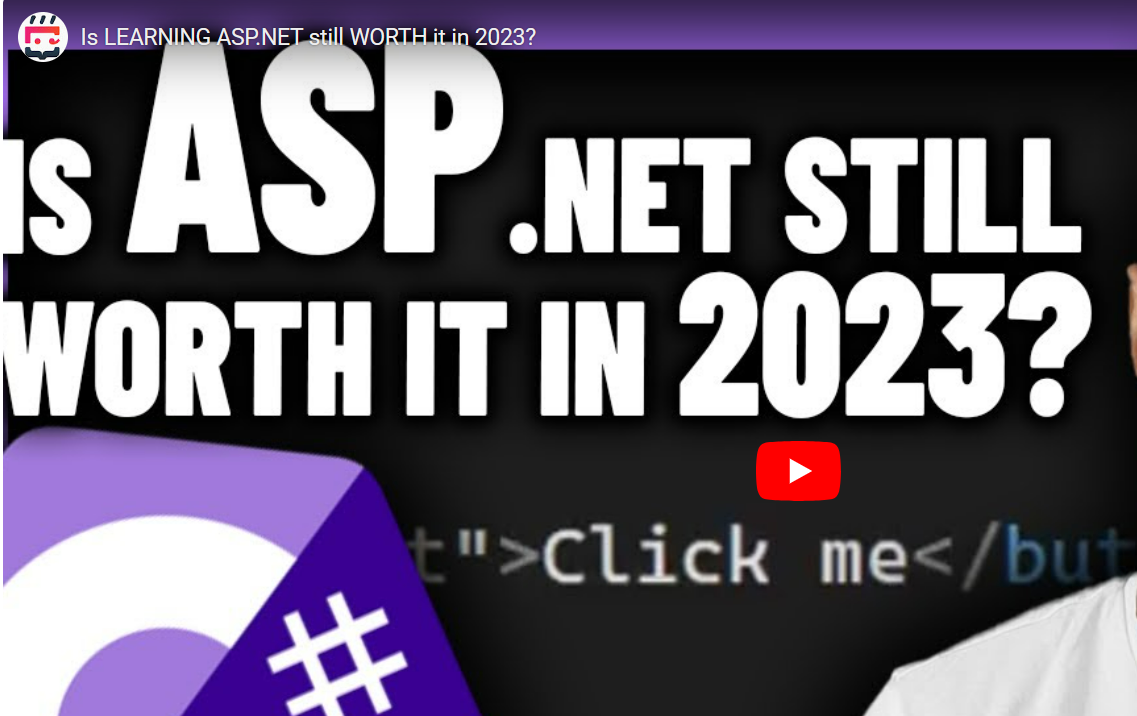 Is LEARNING ASP.NET still WORTH it in 2023?
IS ASP.NET STILL
WORTH IT IN 2023?
t">Click me</but
#